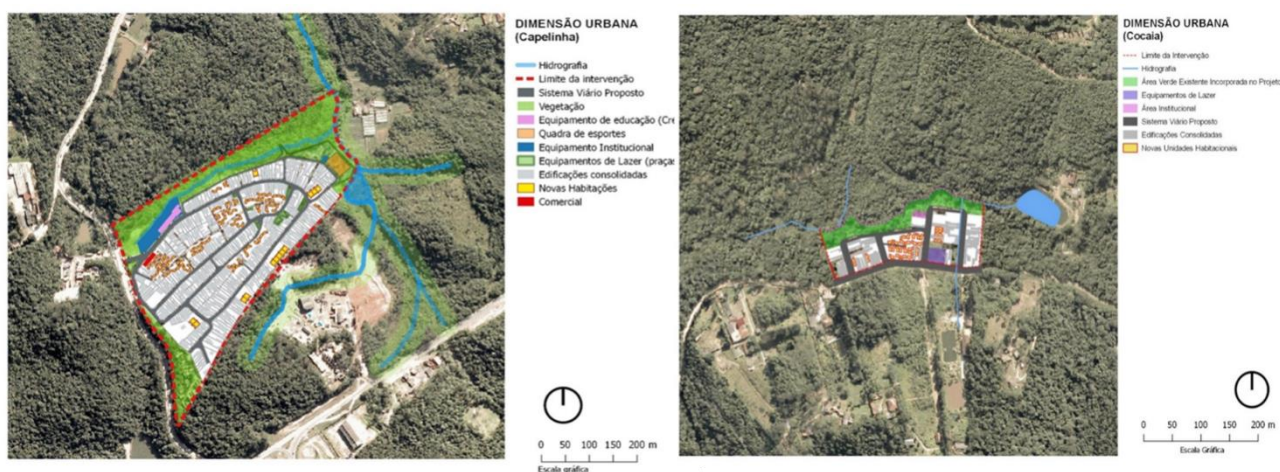 DIMENSÃO URBANA
(Capelinha)
Hidrografia
Limite da intervenção
Sistema Viário Proposto
Vegetação
Equipamento de educação (Cre
Quadra de esportes
Equipamento Institucional
Equipamentos de Lazer (praças
Edificações consolidadas
Novas Habitações
Comercial
0 50 100 150 200 m
Escala gráfica
DIMENSÃO URBANA
(Cocaia)
Limite da Intervenção
Hidrografia
Área Verde Existente Incorporada no Projeto
Equipamentos de Lazer
Área Institucional
Sistema Viário Proposto
Edificações Consolidadas
Novas Unidades Habitacionais
0 50 100 150 200 m
Escala Gráfica